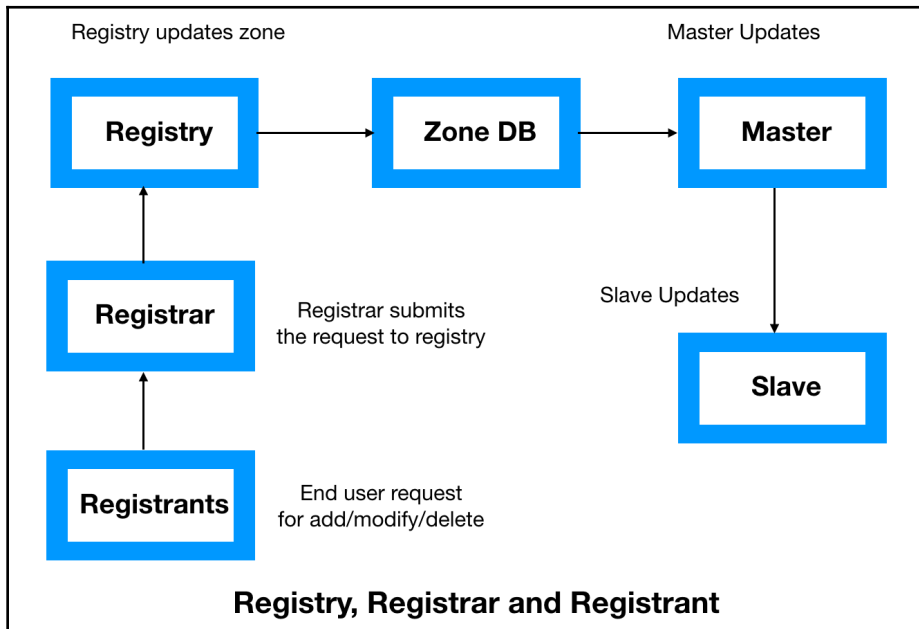 Registry updates zone
Master Updates
Registry
Zone DB
Master
Registrar
Registrar submits
the request to registry
Slave Updates
Slave
Registrants
End user request
for add/modify/delete
Registry, Registrar and Registrant